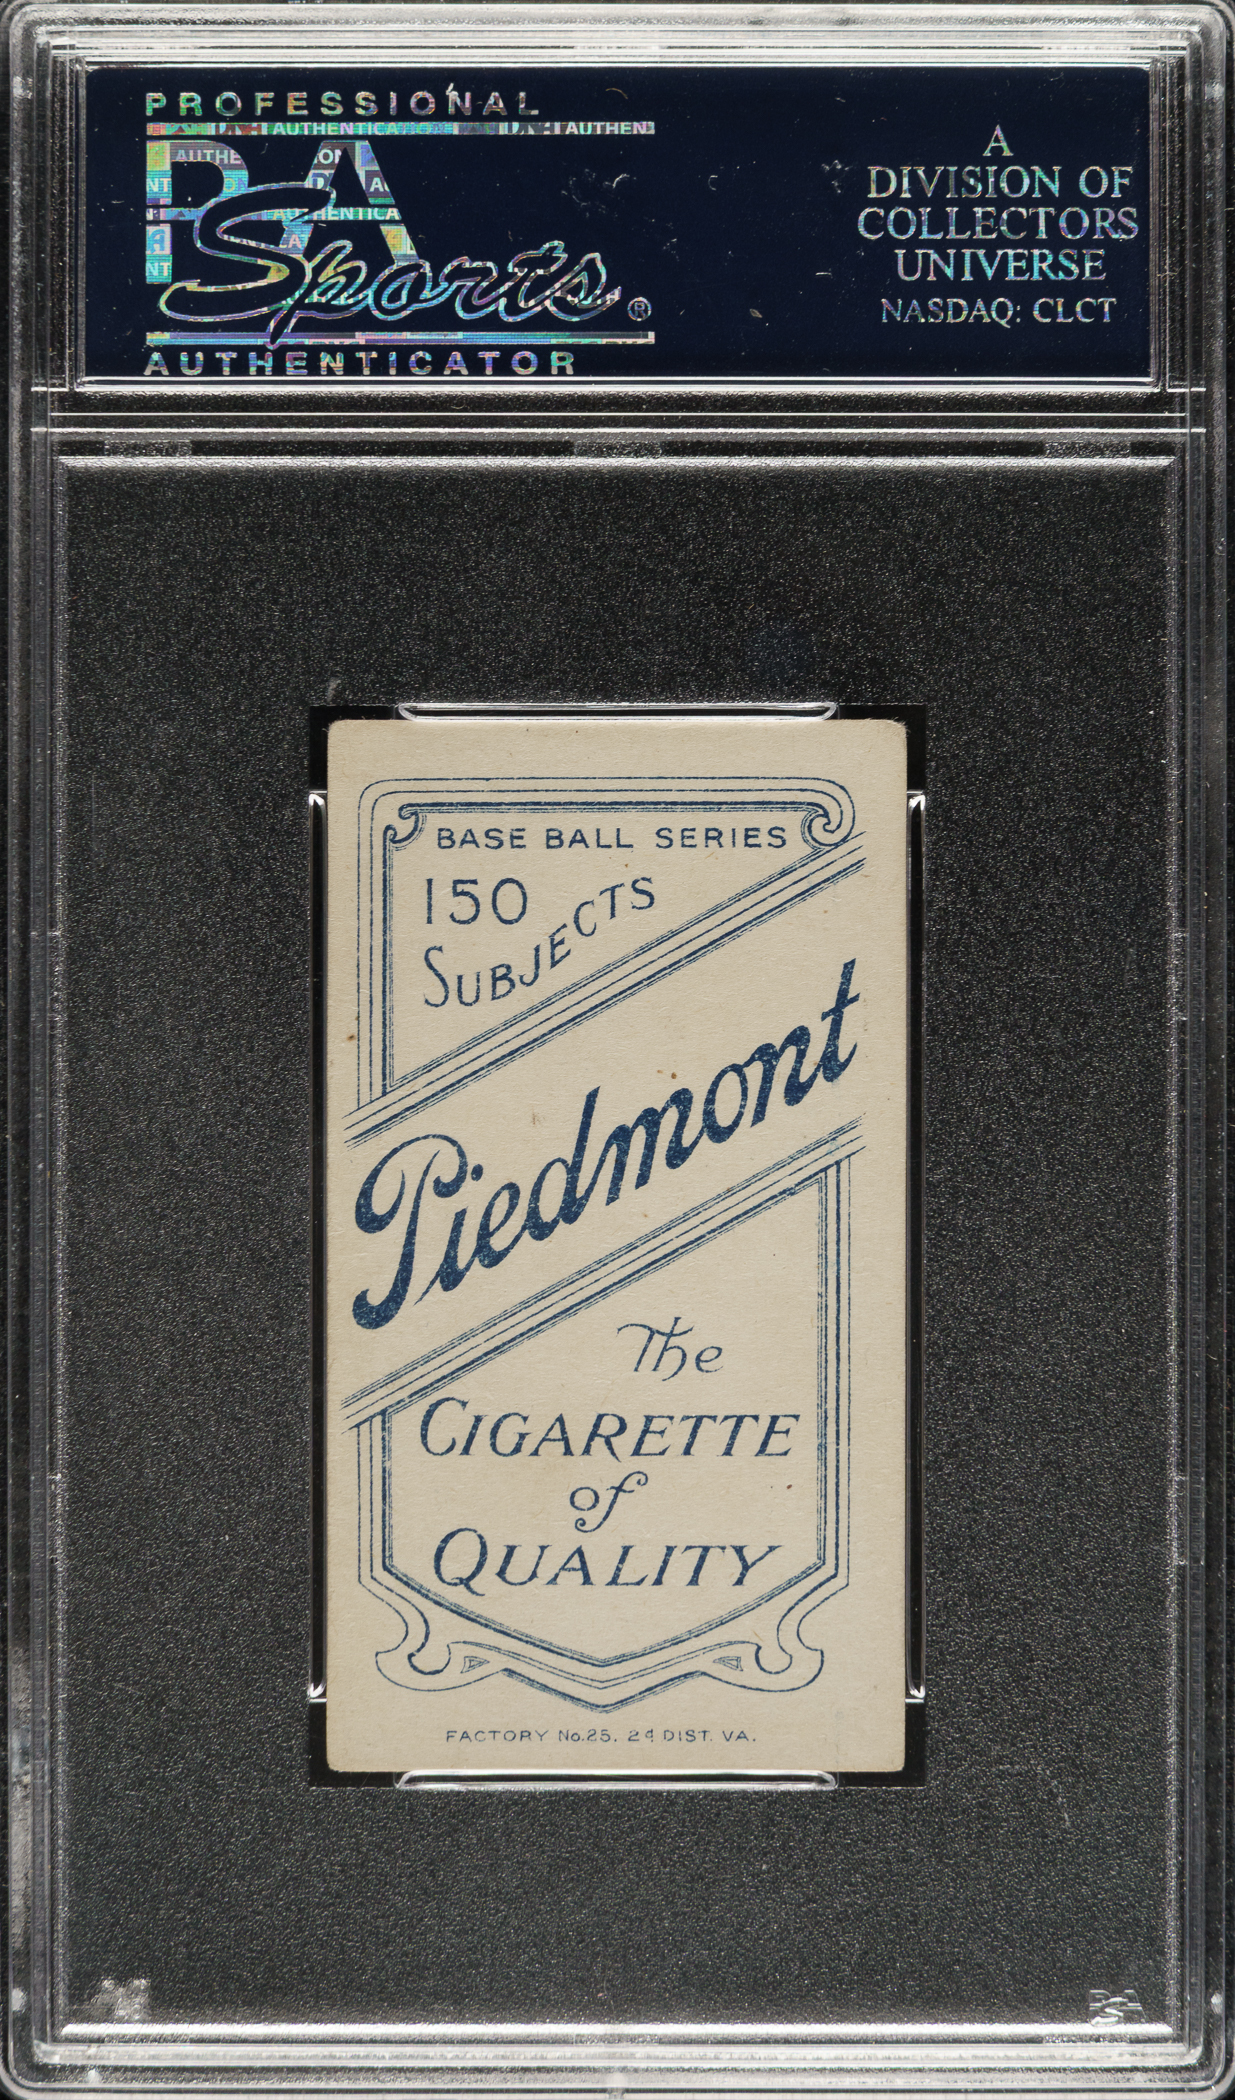 PROFESSIONAL
PSA
Sports®
AUTHENTICATOR
A
DIVISION OF
COLLECTORS
UNIVERSE
NASDAQ: CLCT
BASE BALL SERIES
150
SUBJECTS
Piedmont
The
CIGARETTE
of
QUALITY
FACTORY No.25. 2d DIST. VA.
PSA